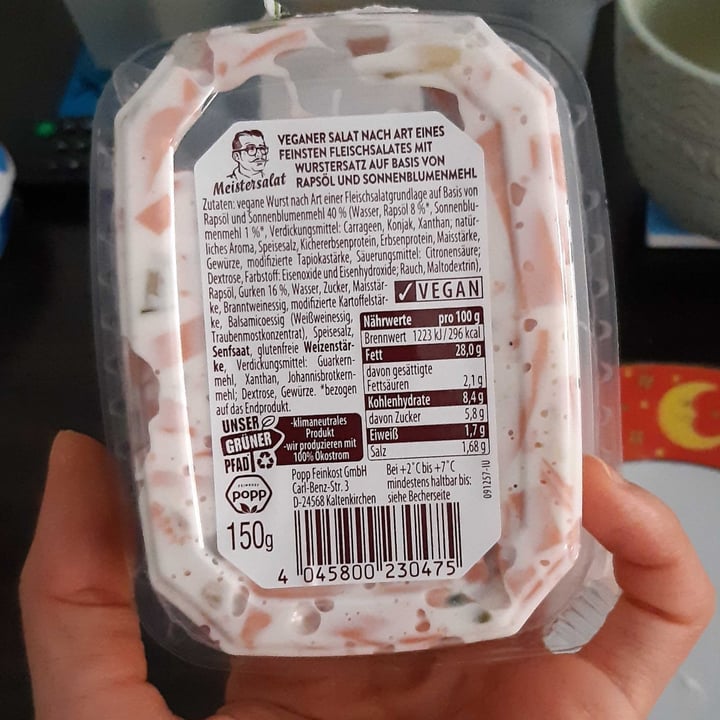 VEGANER SALAT NACH ART EINES
FEINSTEN FLEISCHSALATES MIT
WURSTERSATZ AUF BASIS VON
RAPSÖL UND SONNENBLUMENMEHL
Meistersalat
Zutaten: vegane Wurst nach Art einer Fleischsalatgrundlage auf Basis von
Rapsöl und Sonnenblumenmehl 40 % (Wasser, Rapsöl 8 %*, Sonnenblu-
menmehl 1 %*, Verdickungsmittel: Carrageen, Konjak, Xanthan; natür-
liches Aroma, Speisesalz, Kichererbsenprotein, Erbsenprotein, Maisstärke,
Gewürze, modifizierte Tapiokastärke, Säuerungsmittel: Citronensäure;
Dextrose, Farbstoff: Eisenoxide und Eisenhydroxide; Rauch, Maltodextrin),
Rapsöl, Gurken 16 %, Wasser, Zucker, Maisstär-
ke, Branntweinessig, modifizierte Kartoffelstär-
ke, Balsamicoessig (Weißweinessig,
Traubenmostkonzentrat), Speisesalz,
Senfsaat, glutenfreie Weizenstär-
ke, Verdickungsmittel: Guarkern-
mehl, Xanthan, Johannisbrotkern-
mehl; Dextrose, Gewürze. *bezogen
auf das Endprodukt.
✓VEGAN
Nährwerte pro 100 g
Brennwert 1223 kJ/296 kcal
Fett 28,0 g
davon gesättigte
Fettsäuren 2,1 g
Kohlenhydrate 8,4 g
davon Zucker 5,8 g
Eiweiß 1,7 g
Salz 1,68 g
UNSER
GRÜNER
PFAD
-klimaneutrales
Produkt
-wir produzieren mit
100% Ökostrom
FEINKOST
popp
Popp Feinkost GmbH
Carl-Benz-Str. 3
D-24568 Kaltenkirchen
Bei +2°C bis +7°C
mindestens haltbar bis:
siehe Becherseite
091257-1U
150g
4 045800 230475